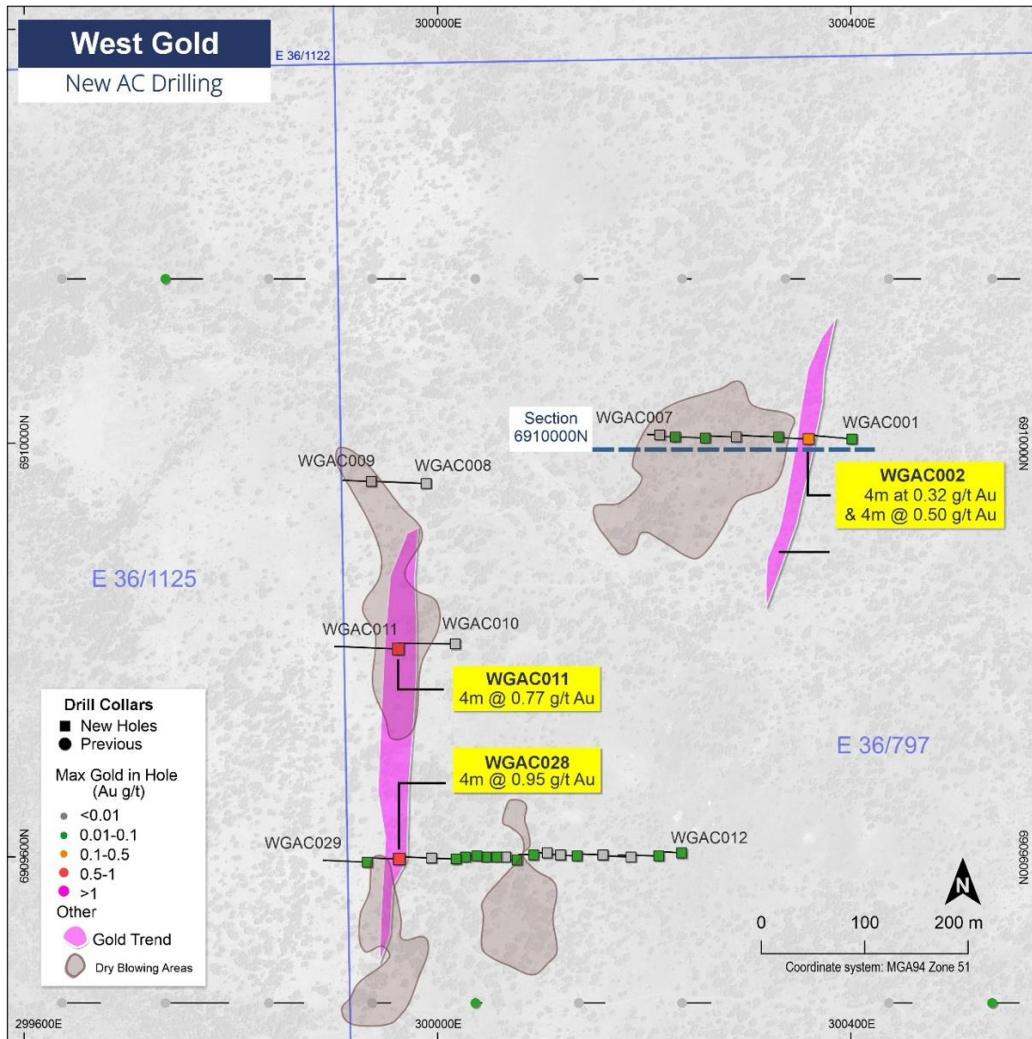 West Gold
New AC Drilling
300000E
300400E
E 36/1122
6910000N
6910000N
Section
6910000N
WGAC007
WGAC001
WGAC009
WGAC008
WGAC002
4m at 0.32 g/t Au
& 4m @ 0.50 g/t Au
E 36/1125
WGAC011
WGAC010
WGAC011
4m @ 0.77 g/t Au
E 36/797
WGAC028
4m @ 0.95 g/t Au
WGAC029
WGAC012
6909600N
6909600N
Drill Collars
New Holes
Previous
Max Gold in Hole
(Au g/t)
<0.01
0.01-0.1
0.1-0.5
0.5-1
>1
Other
Gold Trend
Dry Blowing Areas
N
0 100 200 m
Coordinate system: MGA94 Zone 51
299600E
300000E
300400E